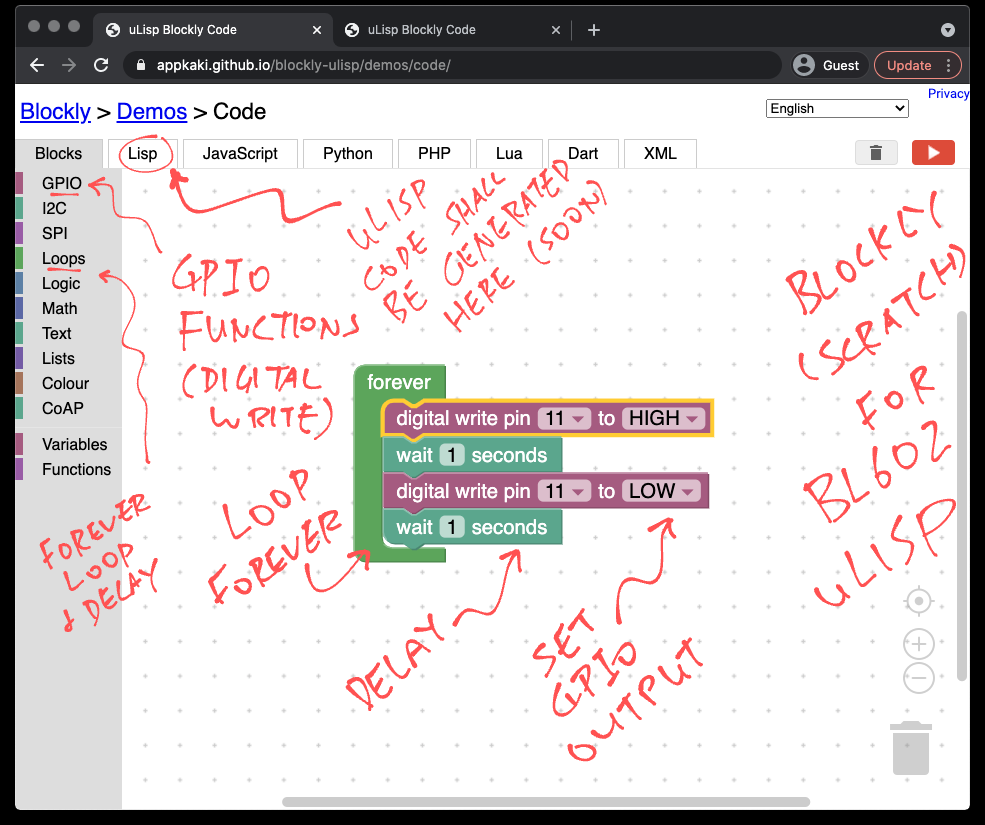 uLisp Blockly Code
uLisp Blockly Code
appkaki.github.io/blockly-ulisp/demos/code/
Guest
Update
Privacy
Blockly > Demos > Code
English
Blocks
Lisp
JavaScript
Python
PHP
Lua
Dart
XML
GPIO
I2C
SPI
Loops
Logic
Math
Text
Lists
Colour
CoAP
Variables
Functions
ULISP
CODE SHALL
BE GENERATED
HERE (SOON)
GPIO
FUNCTIONS
(DIGITAL
WRITE)
BLOCKLY
(SCRATCH)
FOR
BL602
uLISP
forever
digital write pin 11 to HIGH
wait 1 seconds
digital write pin 11 to LOW
wait 1 seconds
LOOP
FOREVER
FOREVER
LOOP
& DELAY
DELAY
SET
GPIO
OUTPUT